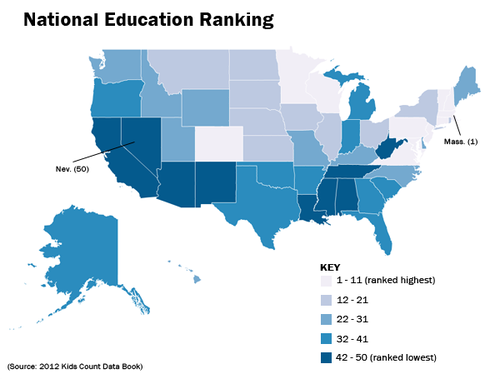 National Education Ranking
Mass. (1)
Nev. (50)
KEY
1 - 11 (ranked highest)
12 - 21
22 - 31
32 - 41
42 - 50 (ranked lowest)
(Source: 2012 Kids Count Data Book)